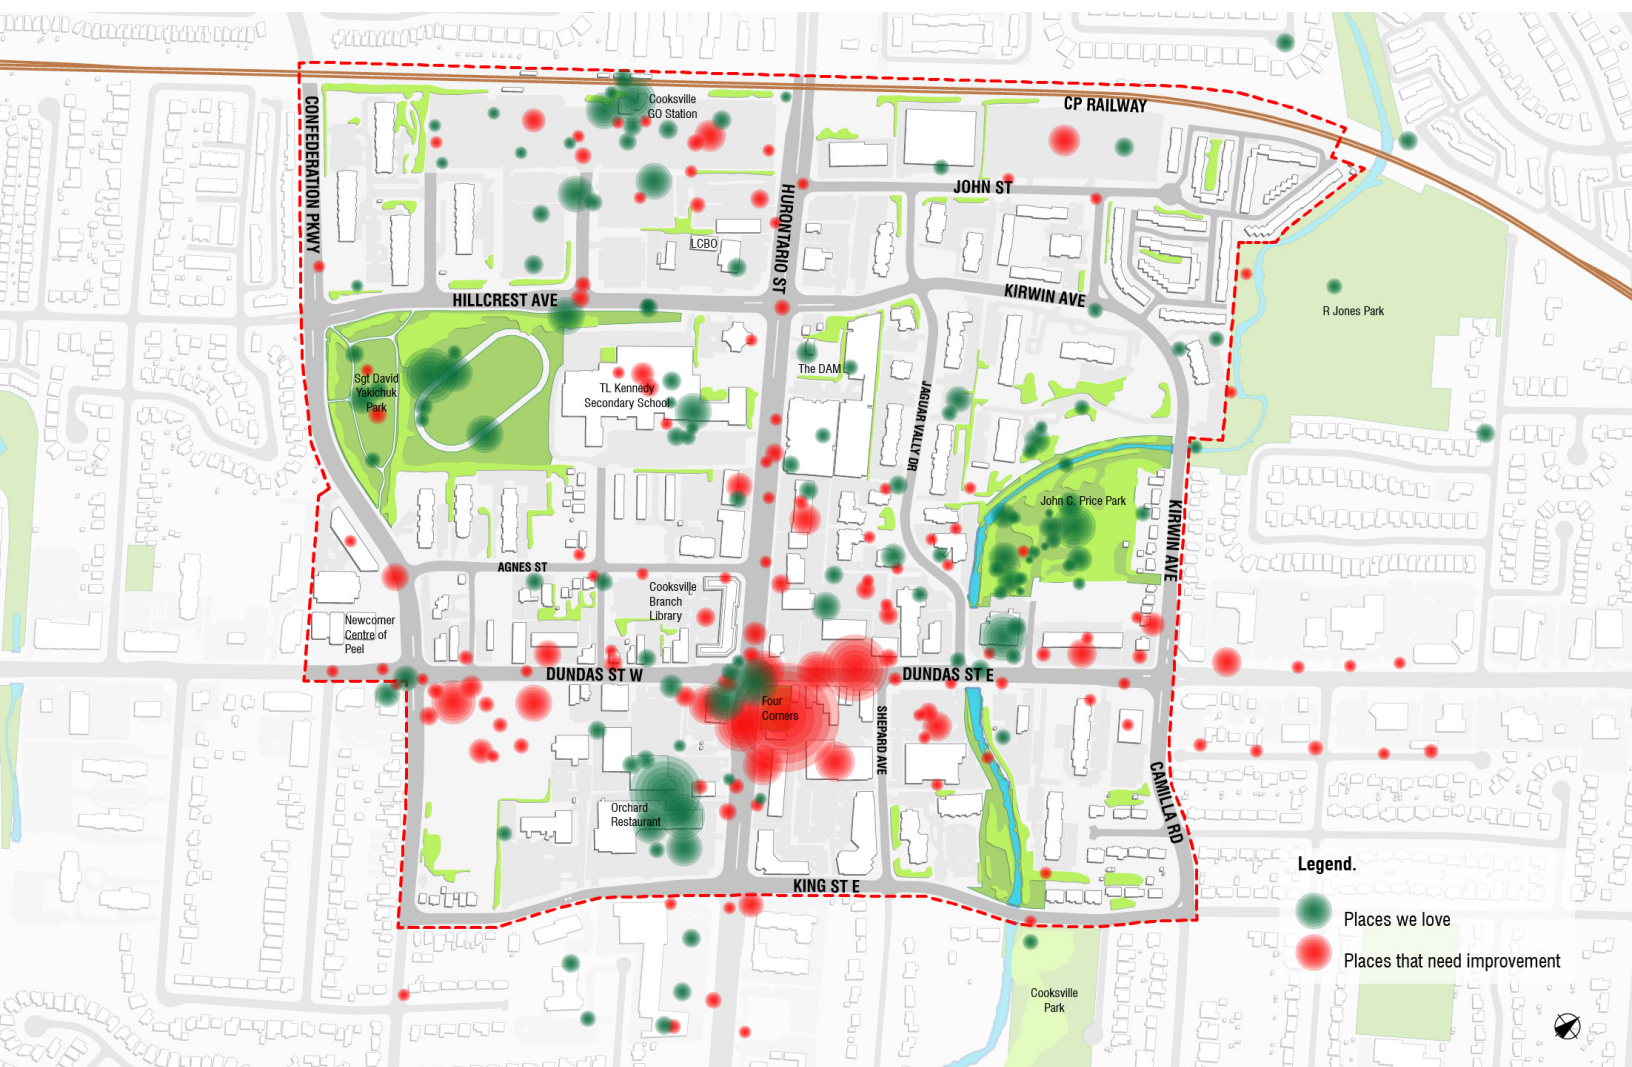 CP RAILWAY
Cooksville
GO Station
CONFEDERATION PKWY
HURONTARIO ST
JOHN ST
LCBO
HILLCREST AVE
KIRWIN AVE
R Jones Park
The DAM
Sgt David
Yakichuk
Park
TL Kennedy
Secondary School
JAGUAR VALLEY DR
John C. Price Park
KIRWIN AVE
AGNES ST
Cooksville
Branch
Library
Newcomer
Centre of
Peel
DUNDAS ST W
DUNDAS ST E
Four
Corners
SHEPARD AVE
CAMILLA RD
Orchard
Restaurant
KING ST E
Legend.
Places we love
Places that need improvement
Cooksville
Park